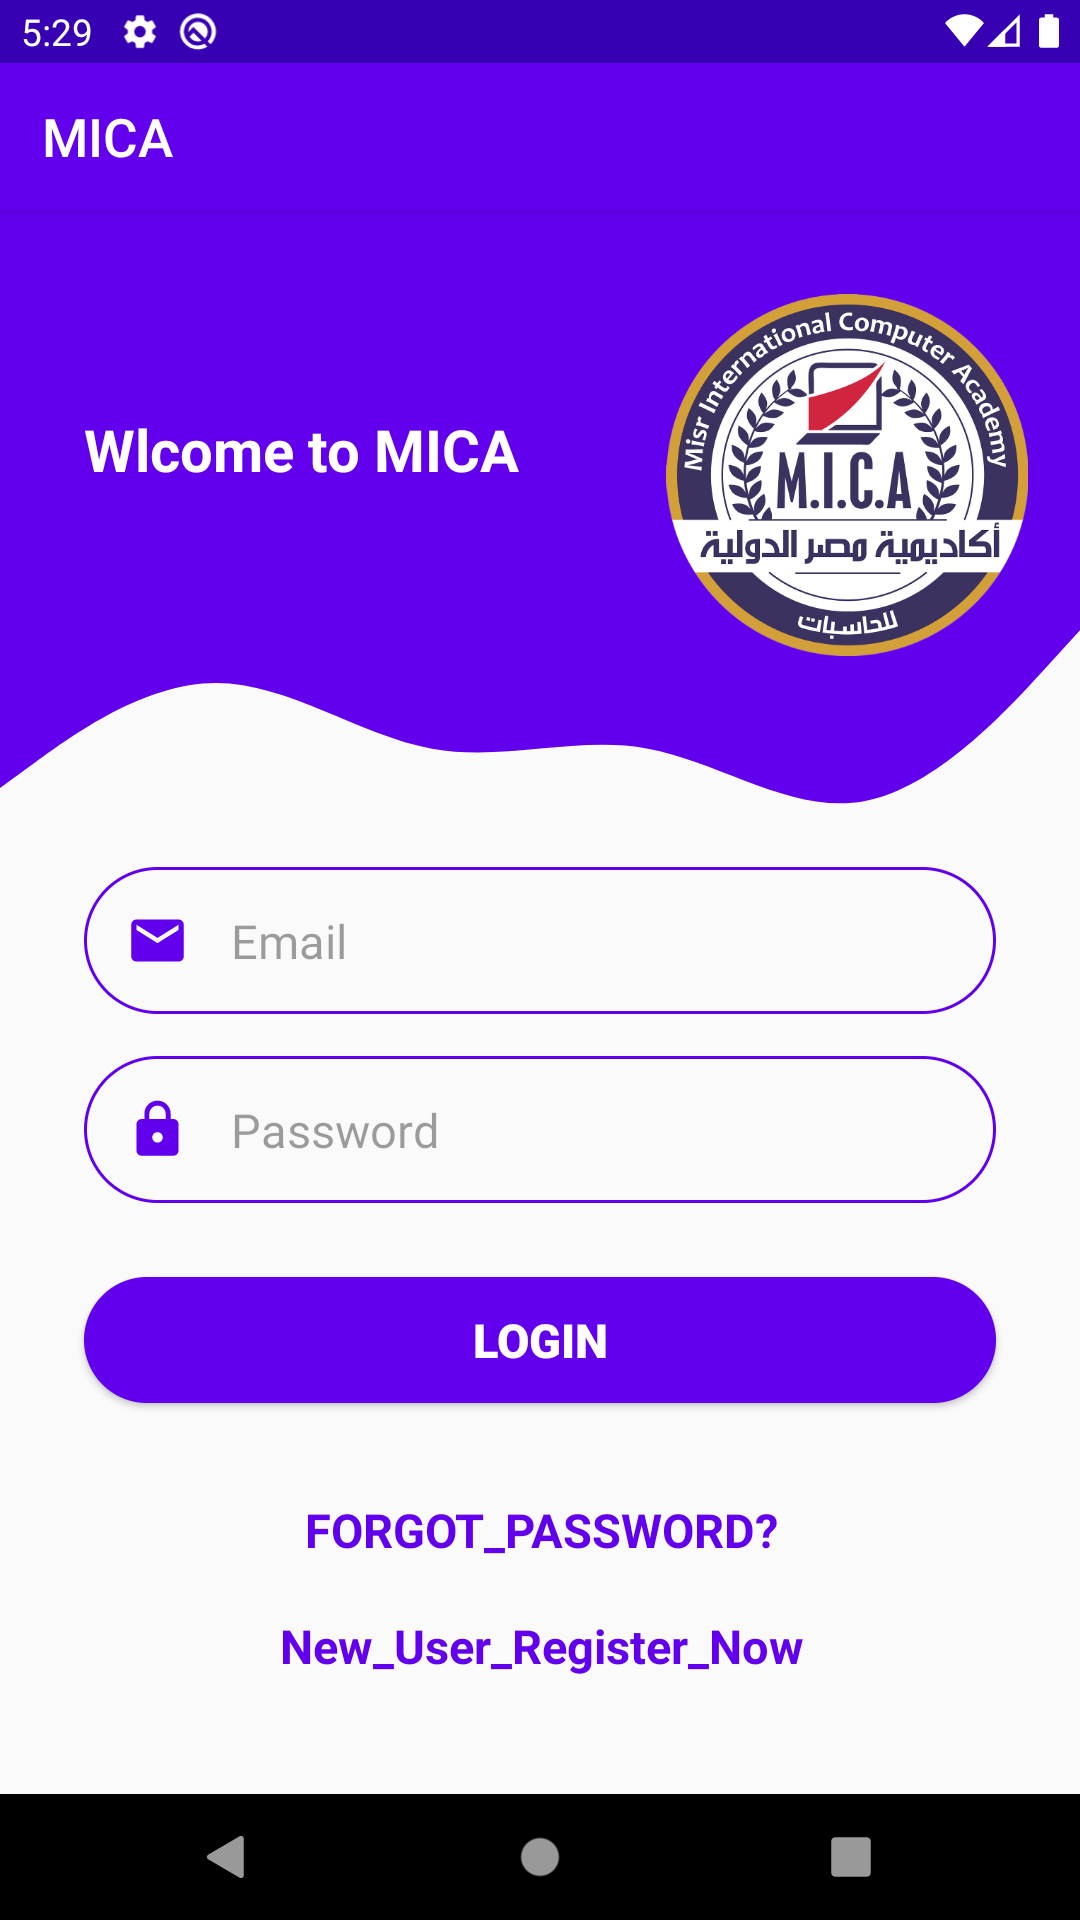 5:29
MICA
Misr International Computer Academy
Wlcome to MICA
M.I.C.A
أكاديمية مصر الدولية
للحاسبات
Email
Password
LOGIN
FORGOT_PASSWORD?
New_User_Register_Now